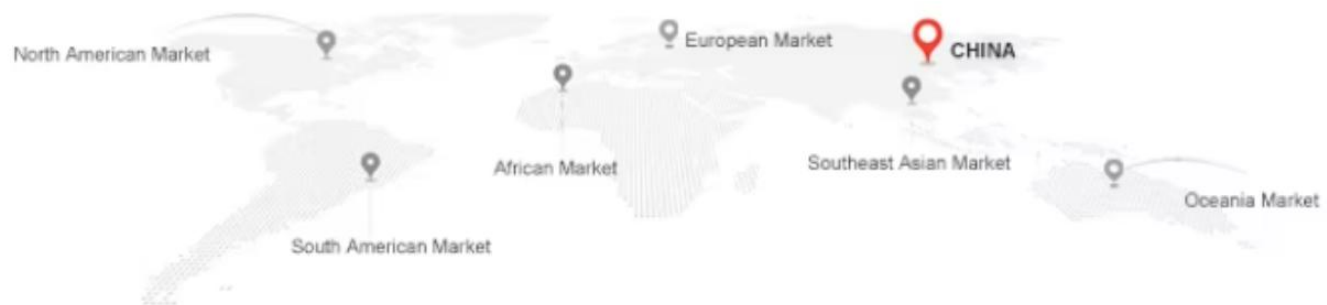 North American Market
European Market
CHINA
African Market
Southeast Asian Market
Oceania Market
South American Market